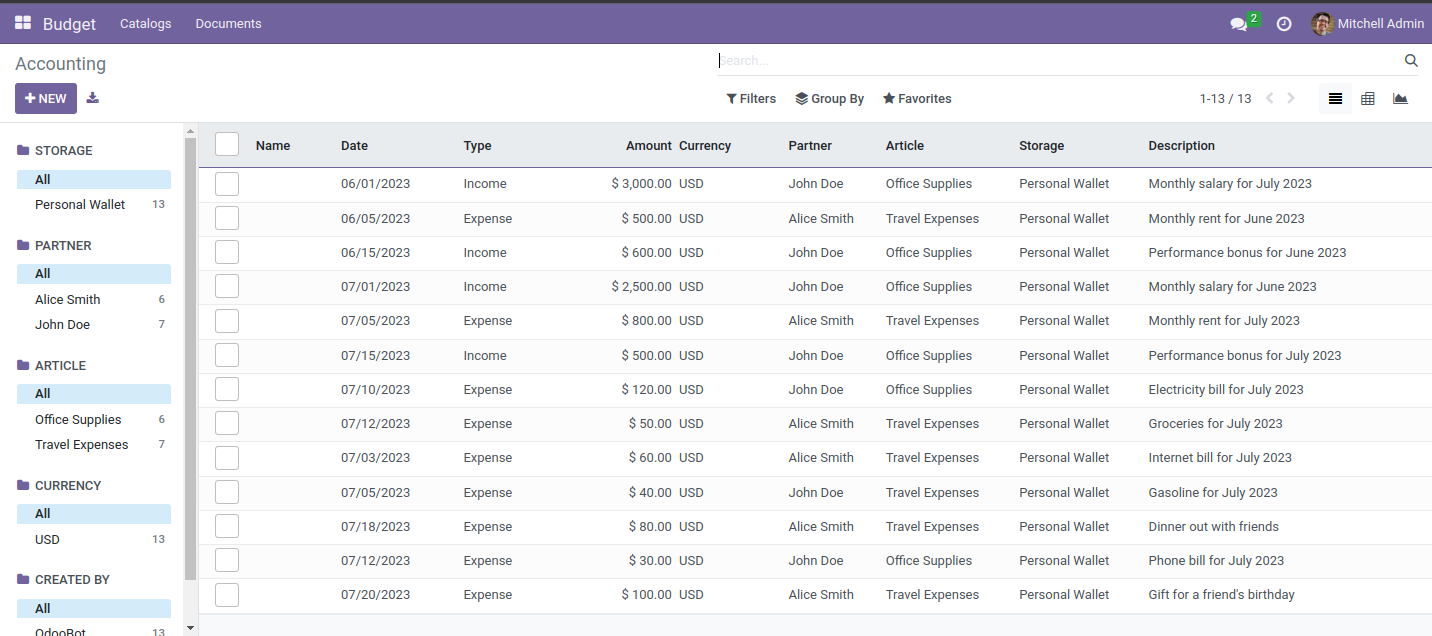 Budget Catalogs Documents 2 Mitchell Admin
Accounting Search...
NEW Filters Group By Favorites 1-13 / 13
STORAGE
All
Personal Wallet 13
PARTNER
All
Alice Smith 6
John Doe 7
ARTICLE
All
Office Supplies 6
Travel Expenses 7
CURRENCY
All
USD 13
CREATED BY
All
OdooBot 13
Name Date Type Amount Currency Partner Article Storage Description
06/01/2023 Income $ 3,000.00 USD John Doe Office Supplies Personal Wallet Monthly salary for July 2023
06/05/2023 Expense $ 500.00 USD Alice Smith Travel Expenses Personal Wallet Monthly rent for June 2023
06/15/2023 Income $ 600.00 USD John Doe Office Supplies Personal Wallet Performance bonus for June 2023
07/01/2023 Income $ 2,500.00 USD John Doe Office Supplies Personal Wallet Monthly salary for June 2023
07/05/2023 Expense $ 800.00 USD Alice Smith Travel Expenses Personal Wallet Monthly rent for July 2023
07/15/2023 Income $ 500.00 USD John Doe Office Supplies Personal Wallet Performance bonus for July 2023
07/10/2023 Expense $ 120.00 USD John Doe Office Supplies Personal Wallet Electricity bill for July 2023
07/12/2023 Expense $ 50.00 USD Alice Smith Travel Expenses Personal Wallet Groceries for July 2023
07/03/2023 Expense $ 60.00 USD Alice Smith Travel Expenses Personal Wallet Internet bill for July 2023
07/05/2023 Expense $ 40.00 USD John Doe Travel Expenses Personal Wallet Gasoline for July 2023
07/18/2023 Expense $ 80.00 USD Alice Smith Travel Expenses Personal Wallet Dinner out with friends
07/12/2023 Expense $ 30.00 USD John Doe Office Supplies Personal Wallet Phone bill for July 2023
07/20/2023 Expense $ 100.00 USD Alice Smith Travel Expenses Personal Wallet Gift for a friend's birthday